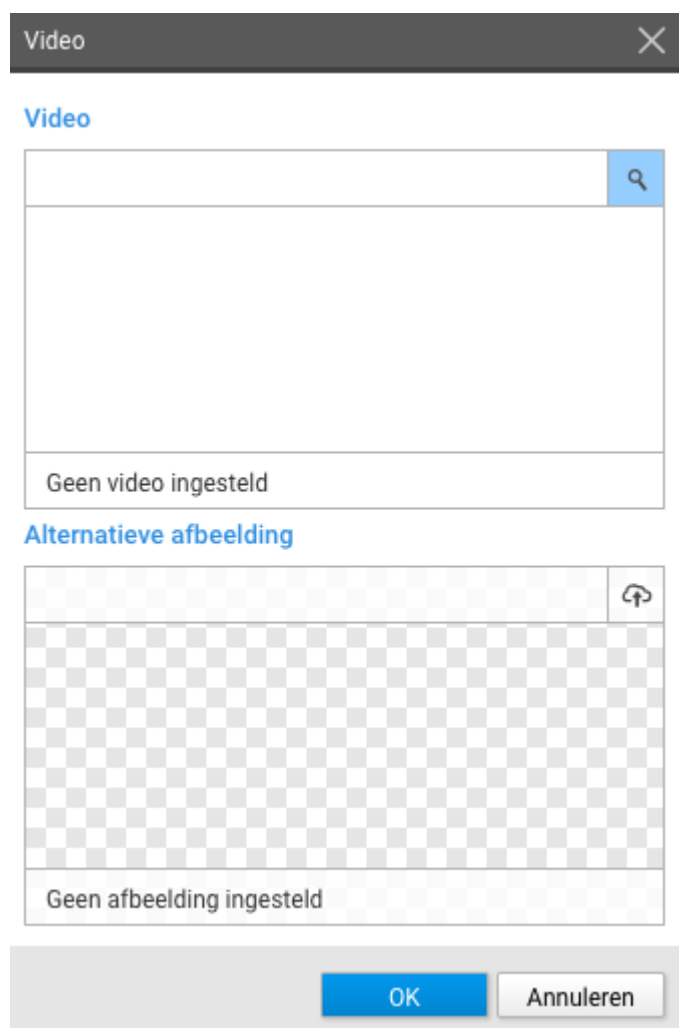 Video
Video
Geen video ingesteld
Alternatieve afbeelding
Geen afbeelding ingesteld
OK
Annuleren